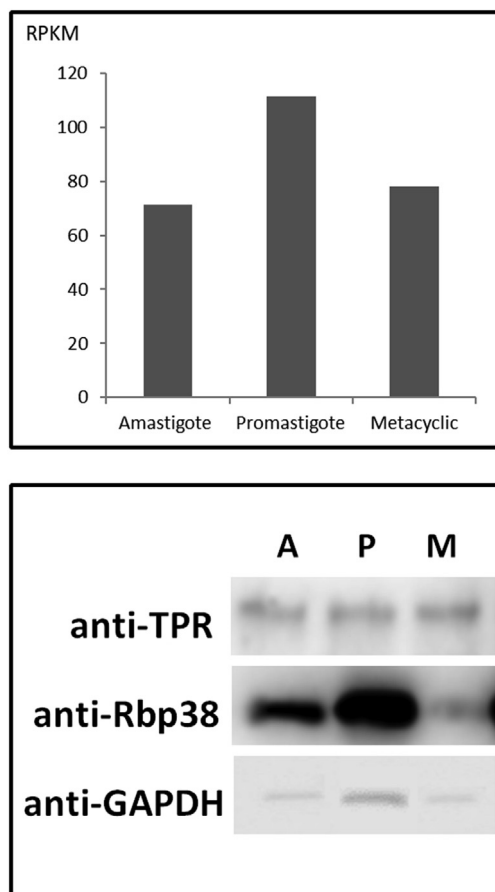 RPKM
120
100
80
60
40
20
0
Amastigote Promastigote Metacyclic
A P M
anti-TPR
anti-Rbp38
anti-GAPDH